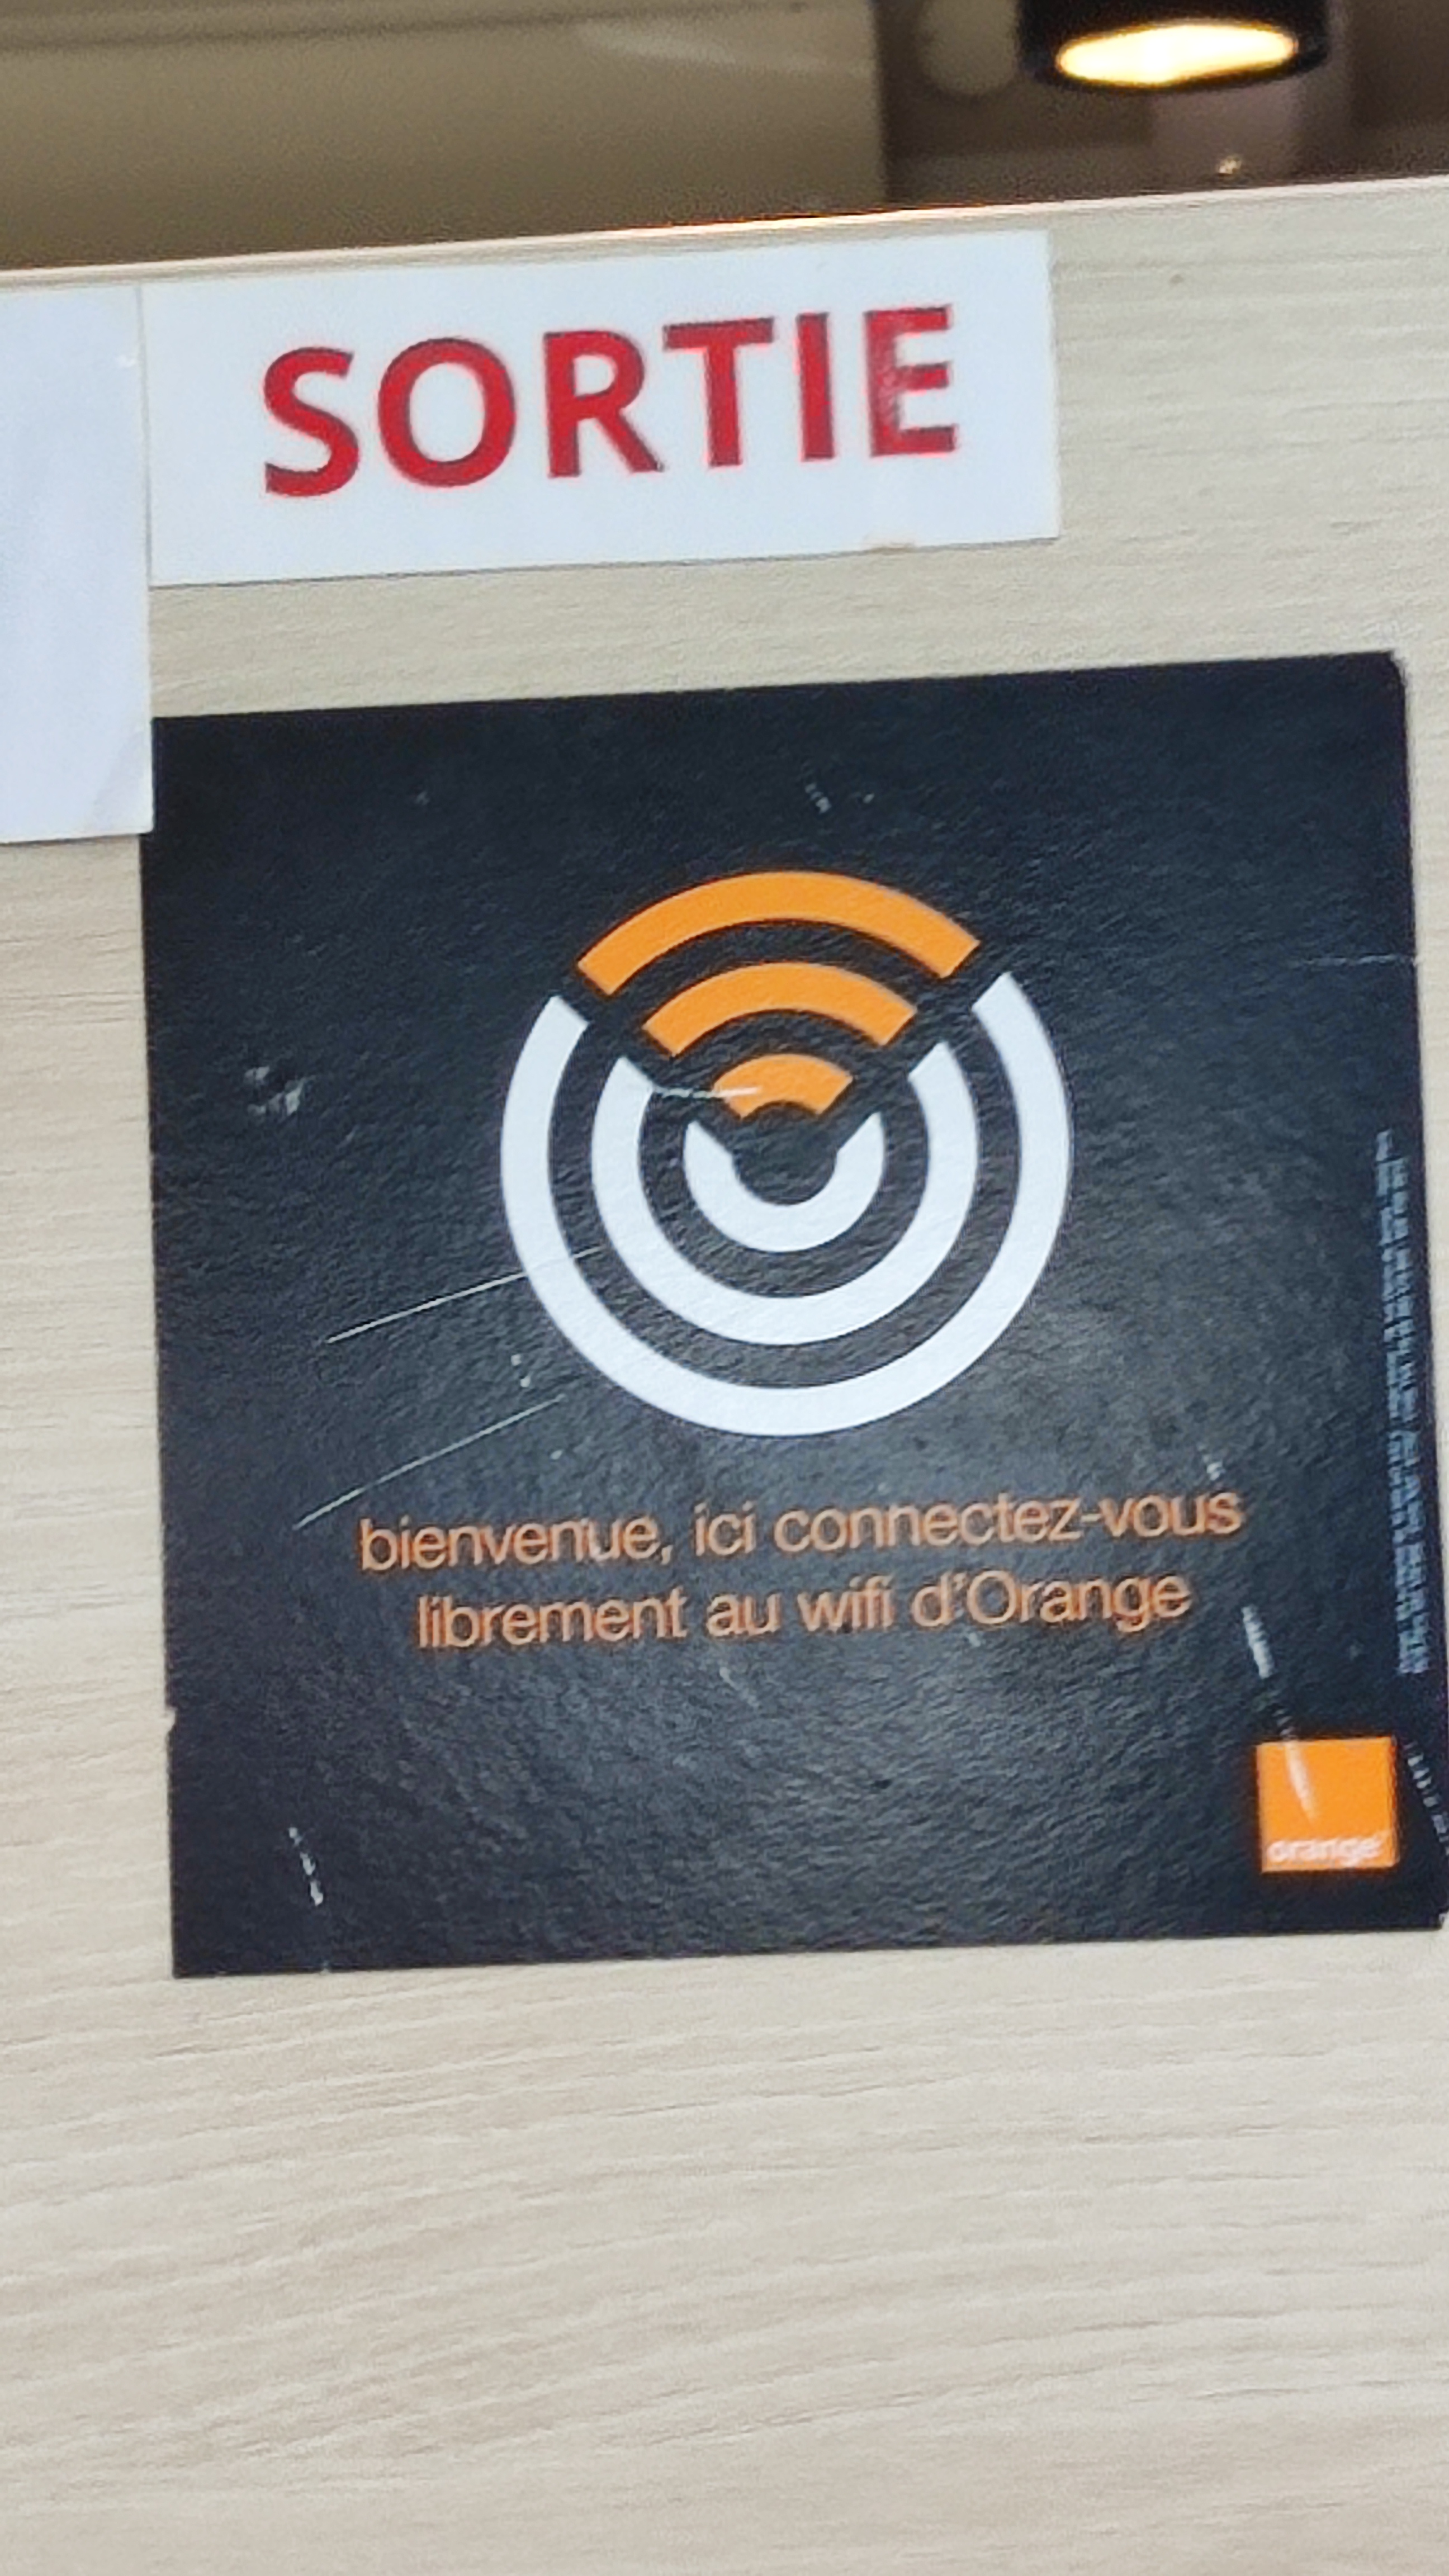 SORTIE
bienvenue, ici connectez-vous
librement au wifi d'Orange
orange